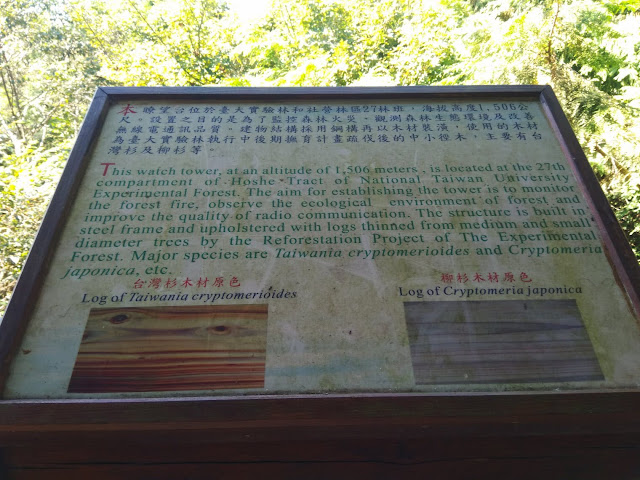 本瞭望台位於臺大實驗林和社營林區27林班，海拔高度1,506公
尺。設置之目的是為了監控森林火災、觀測森林生態環境及改善
無線電通訊品質。建物結構採用鋼構再以木材裝潢，使用的木材
為臺大實驗林執行中後期撫育計畫疏伐後的中小徑木，主要有台
灣杉及柳杉等。
This watch tower, at an altitude of 1,506 meters , is located at the 27th
compartment of Hoshe Tract of National Taiwan University
Experimental Forest. The aim for establishing the tower is to monitor
the forest fire, observe the ecological environment of forest and
improve the quality of radio communication. The structure is built in
steel frame and upholstered with logs thinned from medium and small
diameter trees by the Reforestation Project of The Experimental
Forest. Major species are Taiwania cryptomerioides and Cryptomeria
japonica, etc.
台灣杉木材原色
Log of Taiwania cryptomerioides
柳杉木材原色
Log of Cryptomeria japonica